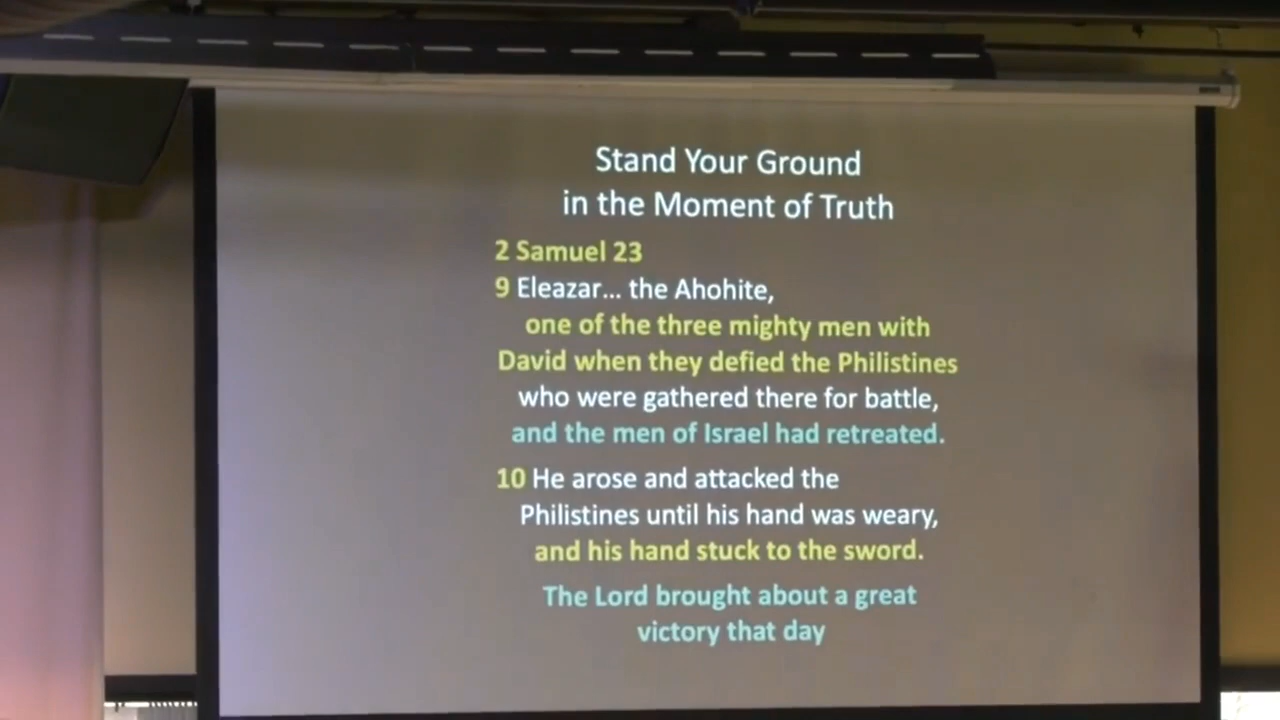 Stand Your Ground
in the Moment of Truth
2 Samuel 23
9 Eleazar... the Ahohite,
one of the three mighty men with
David when they defied the Philistines
who were gathered there for battle,
and the men of Israel had retreated.
10 He arose and attacked the
Philistines until his hand was weary,
and his hand stuck to the sword.
The Lord brought about a great
victory that day